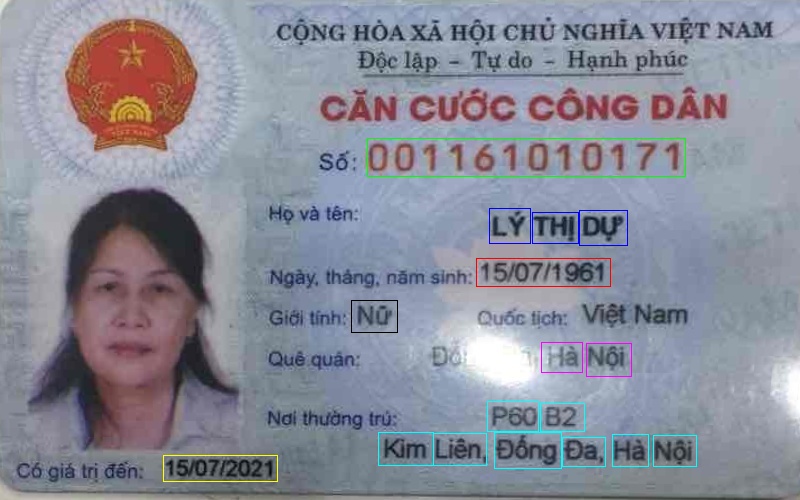 CỘNG HÒA XÃ HỘI CHỦ NGHĨA VIỆT NAM
Độc lập - Tự do - Hạnh phúc
CĂN CƯỚC CÔNG DÂN
Số: 001161010171
Họ và tên: LÝ THỊ DỰ
Ngày, tháng, năm sinh: 15/07/1961
Giới tính: Nữ Quốc tịch: Việt Nam
Quê quán: Hà Nội
Nơi thường trú: P60 B2
Kim Liên, Đống Đa, Hà Nội
Có giá trị đến: 15/07/2021